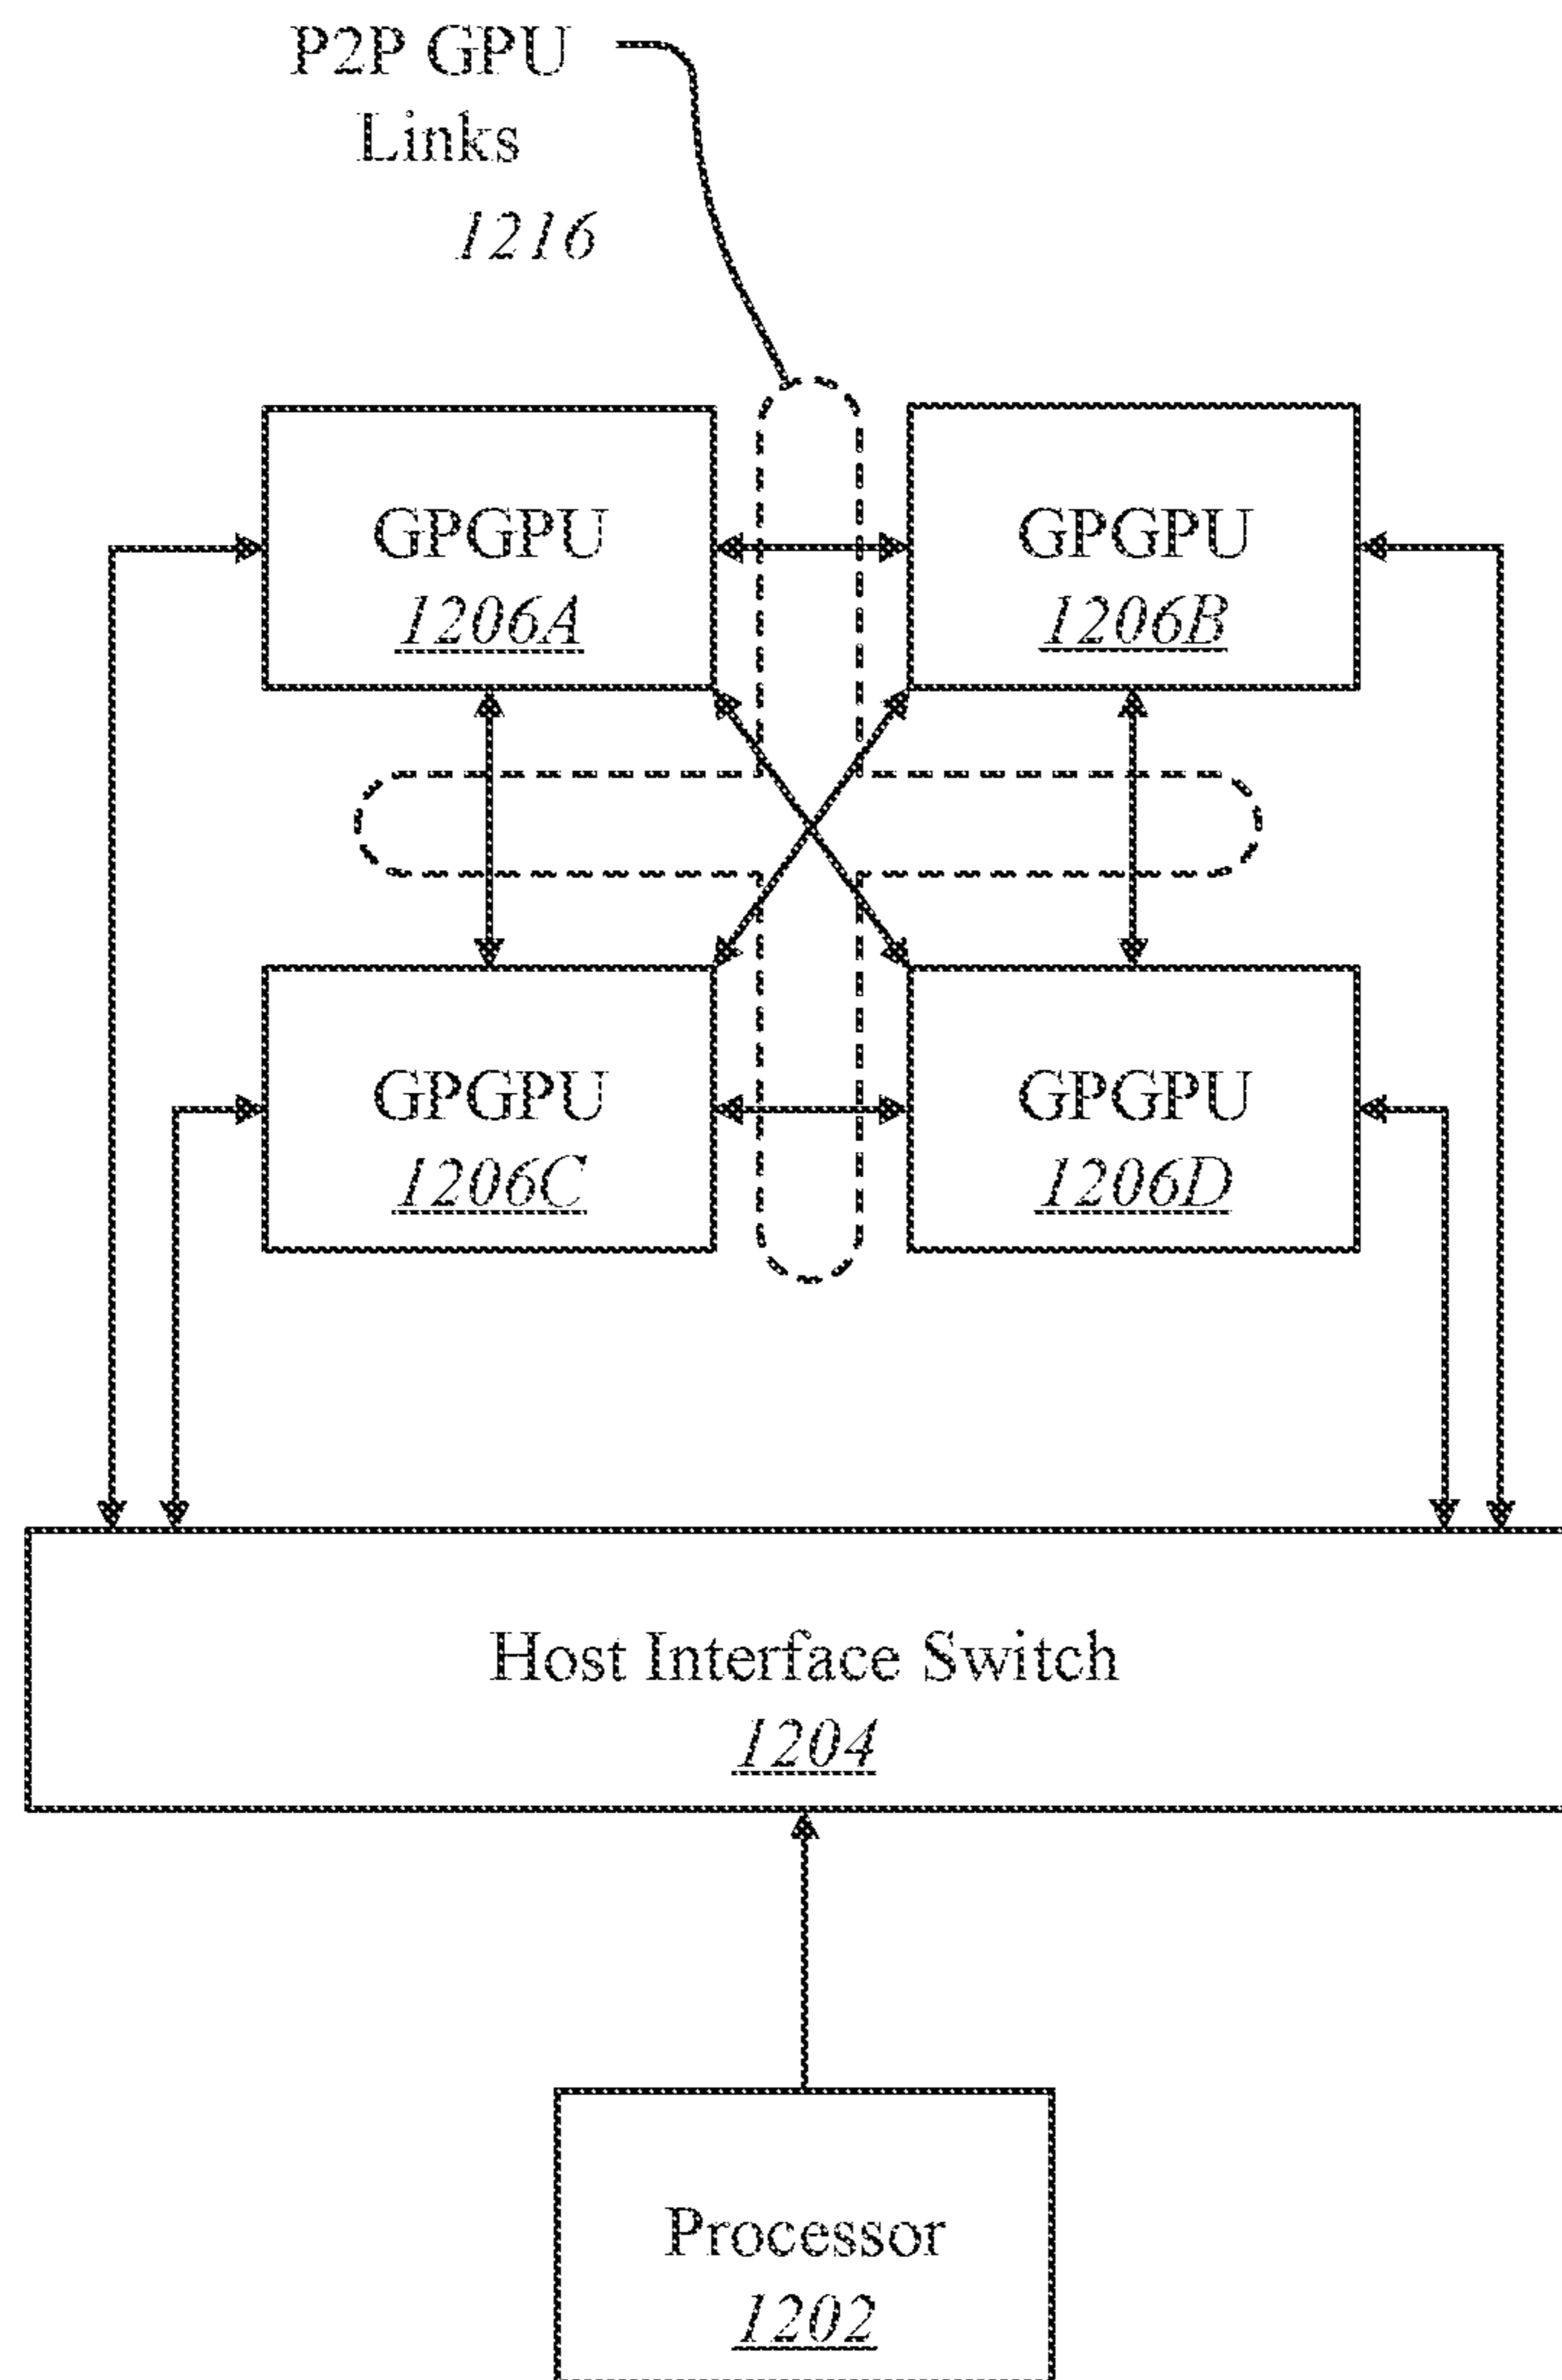 P2P GPU
Links
1216
GPGPU
1206A
GPGPU
1206B
GPGPU
1206C
GPGPU
1206D
Host Interface Switch
1204
Processor
1202